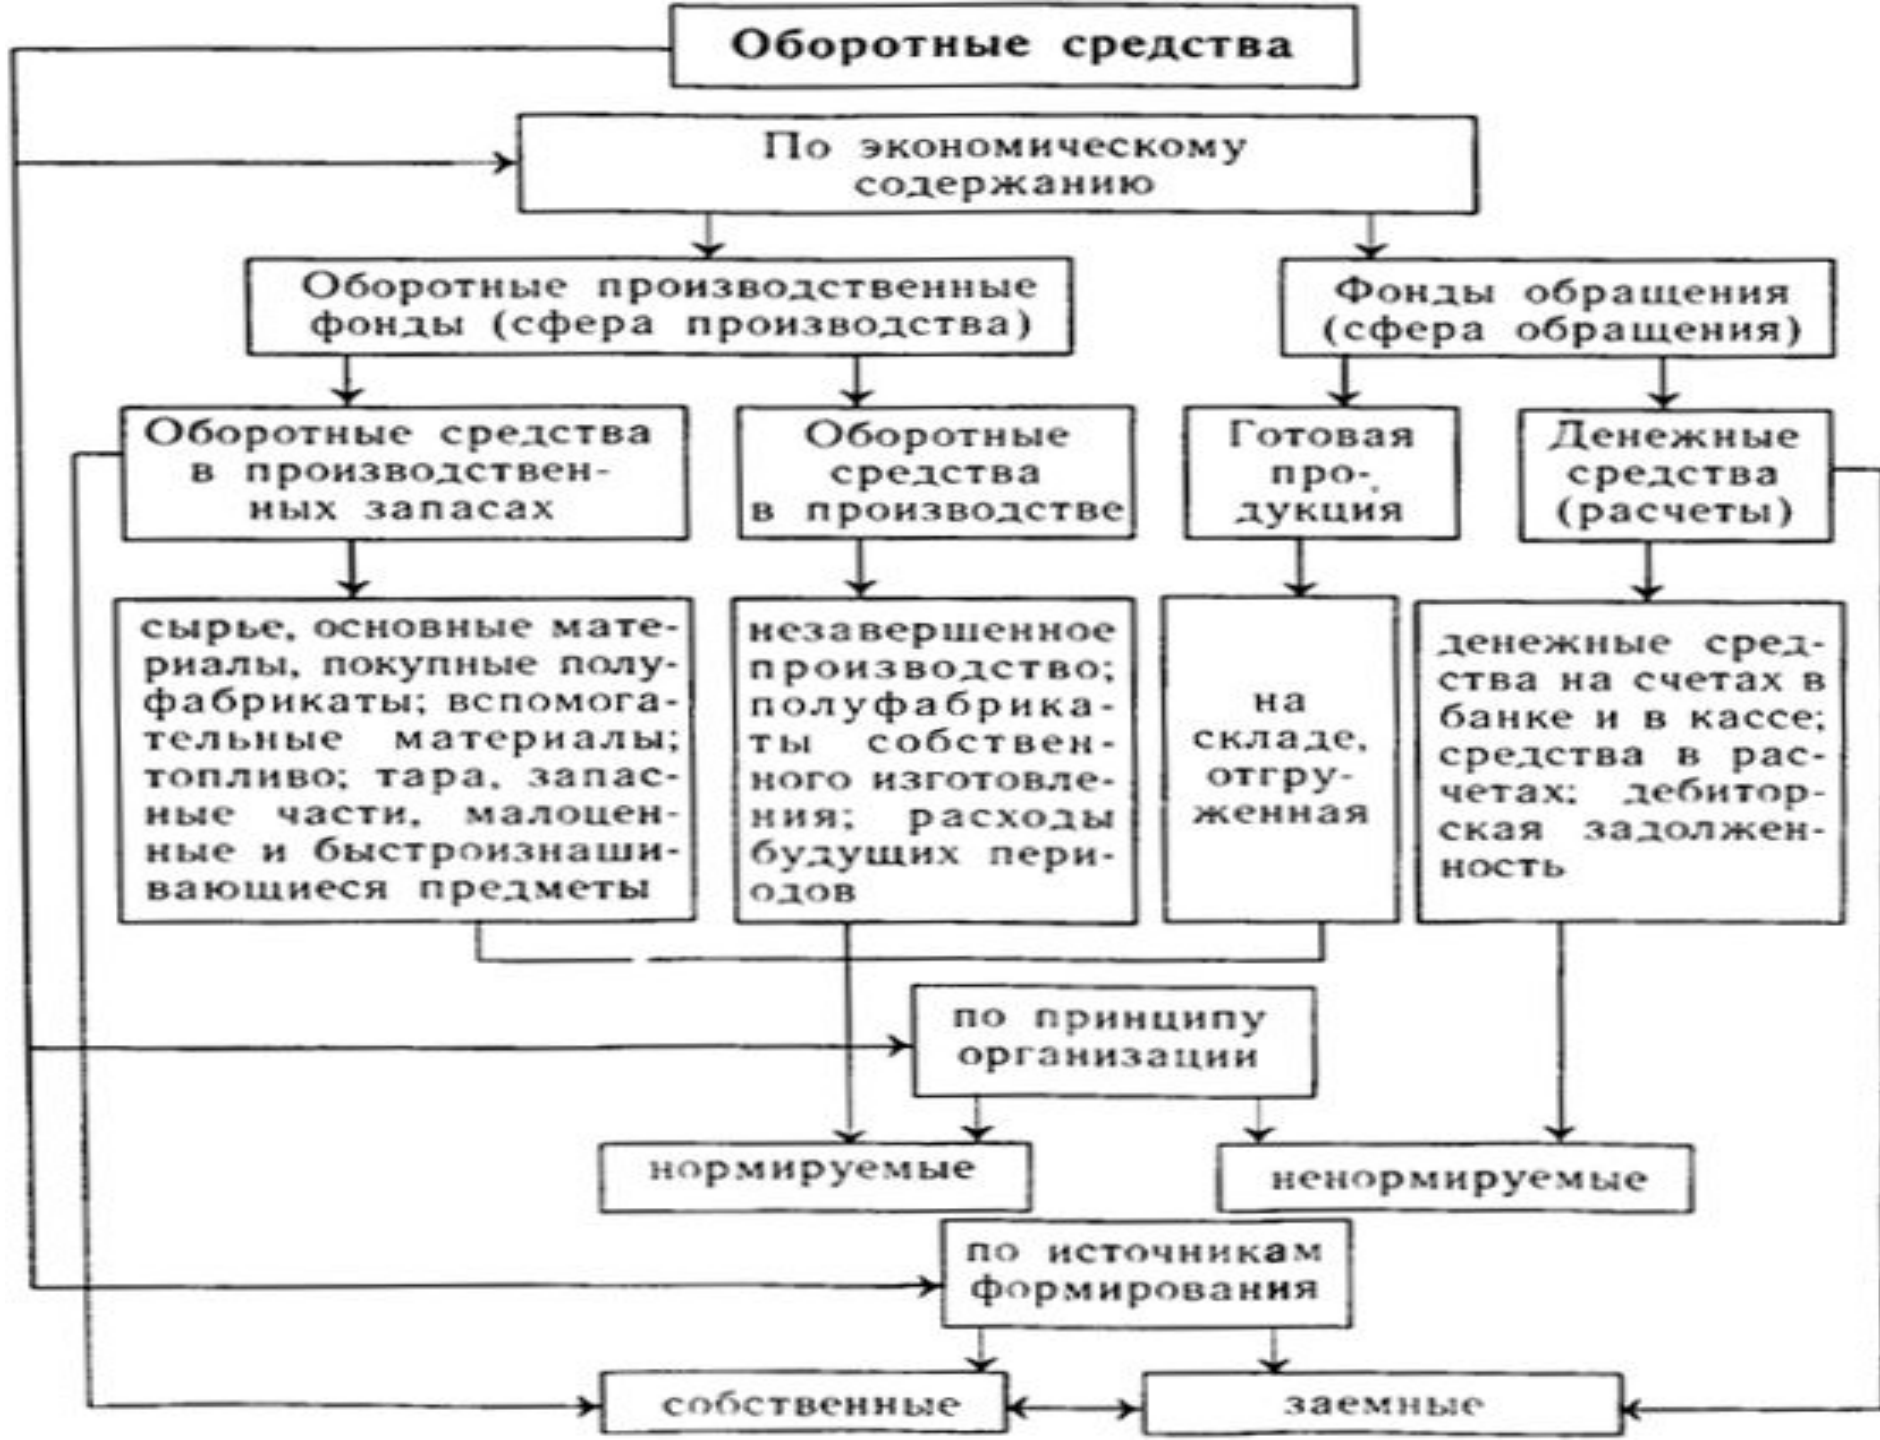 Оборотные средства
По экономическому
содержанию
Оборотные производственные
фонды (сфера производства)
Фонды обращения
(сфера обращения)
Оборотные средства
в производствен-
ных запасах
Оборотные
средства
в производстве
Готовая
про-
дукция
Денежные
средства
(расчеты)
сырье, основные мате-
риалы, покупные полу-
фабрикаты; вспомога-
тельные материалы;
топливо; тара, запас-
ные части, малоцен-
ные и быстроизнаши-
вающиеся предметы
незавершенное
производство;
полуфабрика-
ты собствен-
ного изготовле-
ния; расходы
будущих пери-
одов
на
складе,
отгру-
женная
денежные сред-
ства на счетах в
банке и в кассе;
средства в рас-
четах; дебитор-
ская задолжен-
ность
по принципу
организации
нормируемые
ненормируемые
по источникам
формирования
собственные
заемные